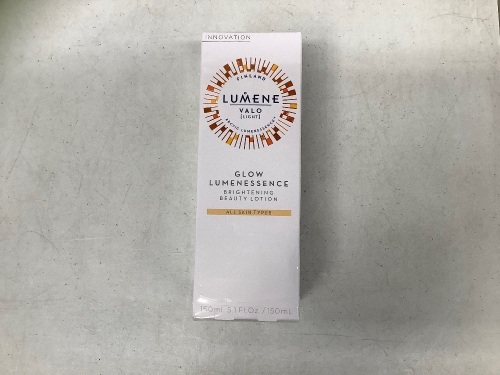 INNOVATION
FINLAND
LUMENE
VALO
[LIGHT]
ARCTIC LUMENESSENCE™
GLOW
LUMENESSENCE
BRIGHTENING
BEAUTY LOTION
ALL SKIN TYPES
150ml 5.1 Fl.Oz. / 150mL